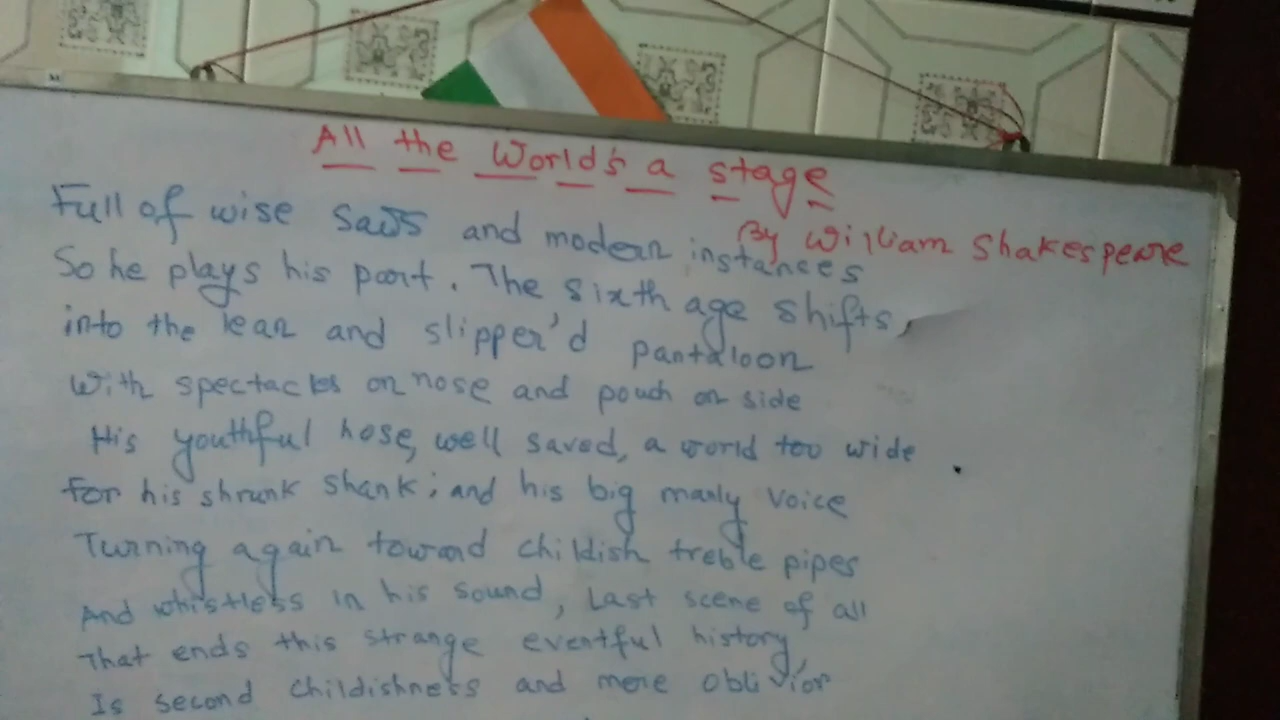 All the World's a stage
By William Shakespeare
Full of wise saws and modern instances
So he plays his part. The sixth age shifts,
into the lean and slipper'd pantaloon
With spectacles on nose and pouch on side
His youthful hose, well saved, a world too wide
For his shrunk shank; and his big manly voice
Turning again toward childish treble pipes
And whistless in his sound, Last scene of all
That ends this strange eventful history,
Is second childishness and mere oblivion